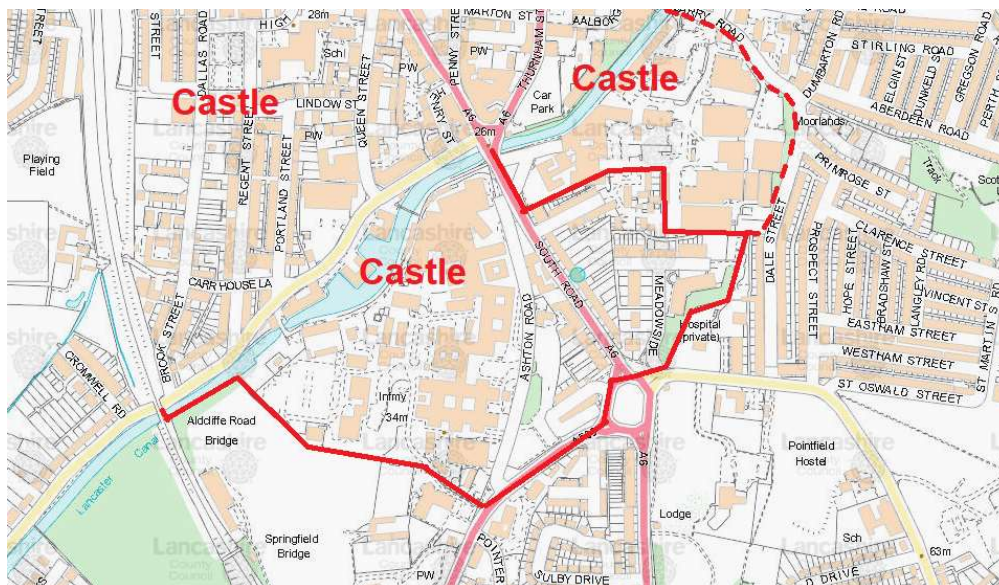 STREET
DALLAS ROAD
HIGH
28m
Schl
PW
PENNY STREET
MARTON ST
PW
THURNHAM ST
AALBORG
STREET
LINDOW ST
PW
QUEEN STREET
HENRY ST
A6
A6
26m
Car
Park
Castle
Castle
Castle
DUMBARTON ROAD
STIRLING ROAD
ELGIN ST
DUNKELD ST
GREGSON ROAD
PERTH
ABERDEEN ROAD
Moorlands
Track
PRIMROSE ST
CLARENCE STREET
PROSPECT STREET
HOPE STREET
BRADSHAW ST
LANGLEY RD
VINCENT ST
EASTHAM STREET
WESTHAM STREET
ST OSWALD STREET
ST MARTIN'S RD
DALE STREET
Playing
Field
REGENT STREET
PORTLAND STREET
CARR HOUSE LA
BROOK STREET
CROMWELL RD
Aldcliffe Road
Bridge
Lancaster
Canal
Infmy
34m
ASHTON ROAD
SOUTH ROAD
A6
MEADOWSIDE
Hospital
(private)
A6
Pointfield
Hostel
Lodge
Springfield
Bridge
PW
POINTER
SULBY DRIVE
Sch
63m
D DRIVE
Lancashire
County
Council